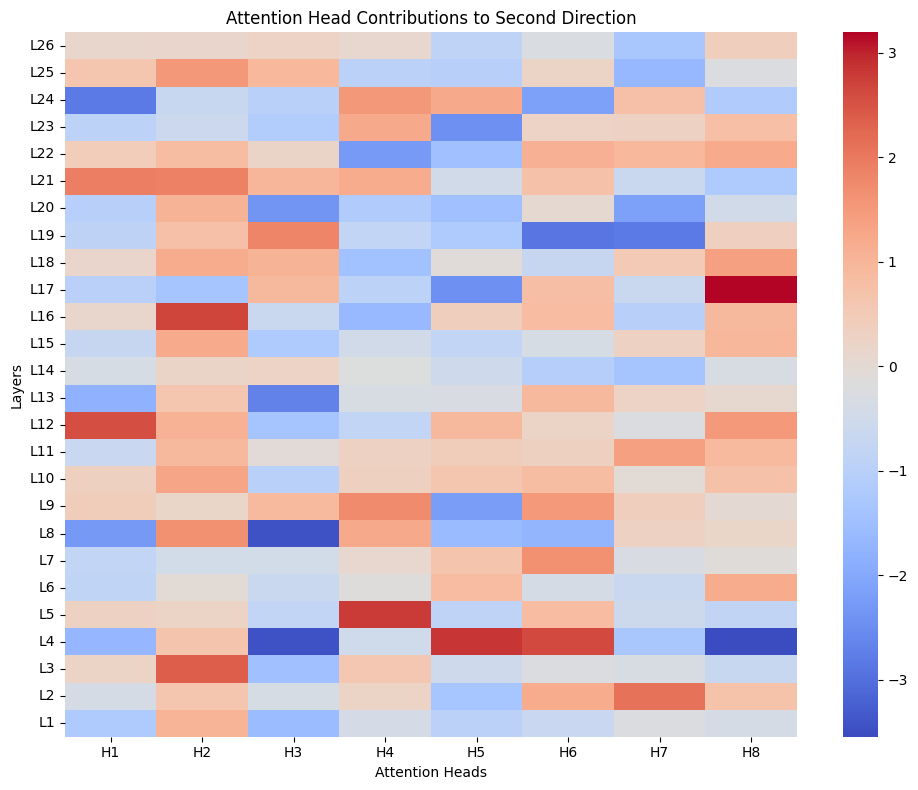 Attention Head Contributions to Second Direction
Layers
L26
L25
L24
L23
L22
L21
L20
L19
L18
L17
L16
L15
L14
L13
L12
L11
L10
L9
L8
L7
L6
L5
L4
L3
L2
L1
H1 H2 H3 H4 H5 H6 H7 H8
Attention Heads
3
2
1
0
−1
−2
−3